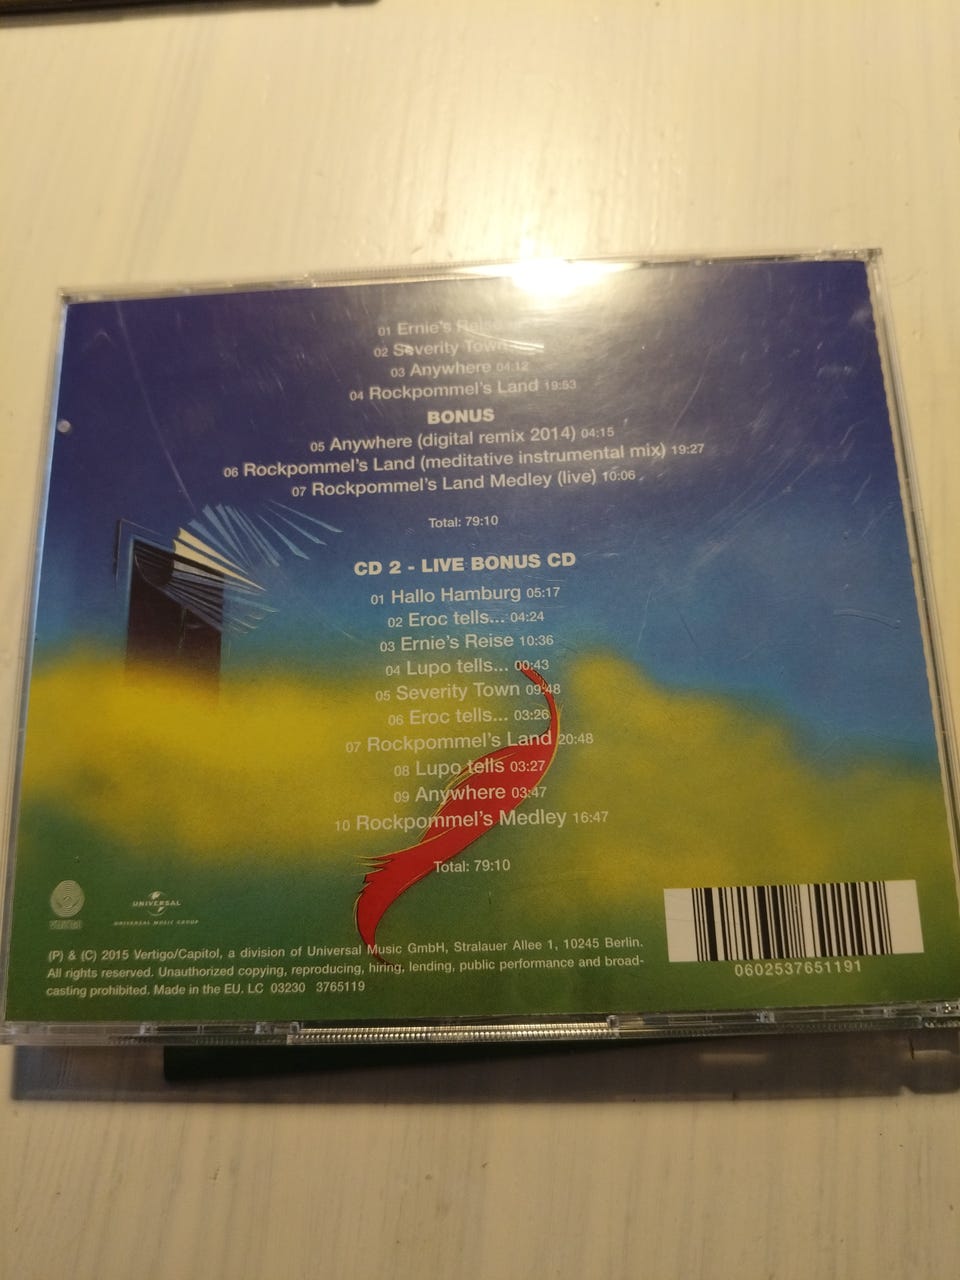 01 Ernie's Reise
02 Severity Town
03 Anywhere 04:12
04 Rockpommel's Land 19:53
BONUS
05 Anywhere (digital remix 2014) 04:15
06 Rockpommel's Land (meditative instrumental mix) 19:27
07 Rockpommel's Land Medley (live) 10:06
Total: 79:10
CD 2 - LIVE BONUS CD
01 Hallo Hamburg 05:17
02 Eroc tells... 04:24
03 Ernie's Reise 10:36
04 Lupo tells... 00:43
05 Severity Town 09:48
06 Eroc tells... 03:26
07 Rockpommel's Land 20:48
08 Lupo tells 03:27
09 Anywhere 03:47
10 Rockpommel's Medley 16:47
Total: 79:10
UNIVERSAL
UNIVERSAL MUSIC GROUP
(P) & (C) 2015 Vertigo/Capitol, a division of Universal Music GmbH, Stralauer Allee 1, 10245 Berlin.
All rights reserved. Unauthorized copying, reproducing, hiring, lending, public performance and broad-
casting prohibited. Made in the EU. LC 03230 3765119
0602537651191